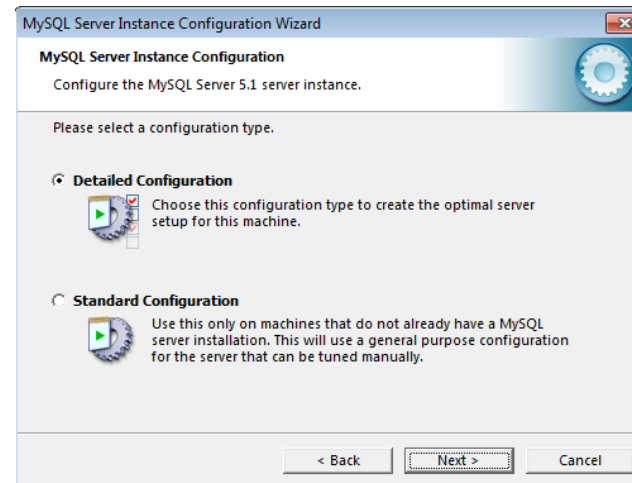 MySQL Server Instance Configuration Wizard
MySQL Server Instance Configuration
Configure the MySQL Server 5.1 server instance.
Please select a configuration type.
Detailed Configuration
Choose this configuration type to create the optimal server
setup for this machine.
Standard Configuration
Use this only on machines that do not already have a MySQL
server installation. This will use a general purpose configuration
for the server that can be tuned manually.
< Back
Next >
Cancel